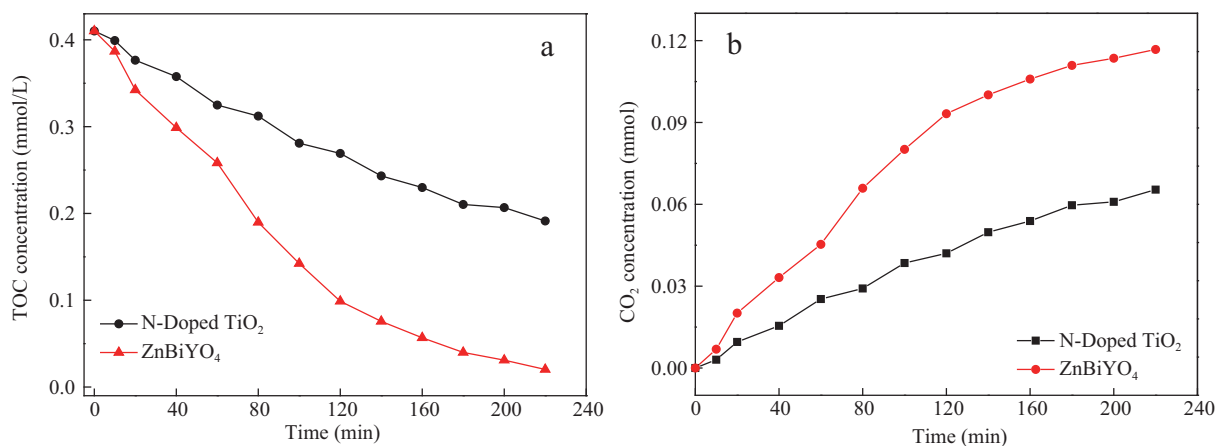 a
TOC concentration (mmol/L)
0.4
0.3
0.2
0.1
0.0
N-Doped TiO₂
ZnBiYO₄
0 40 80 120 160 200 240
Time (min)
b
CO₂ concentration (mmol)
0.12
0.09
0.06
0.03
0.00
N-Doped TiO₂
ZnBiYO₄
0 40 80 120 160 200 240
Time (min)